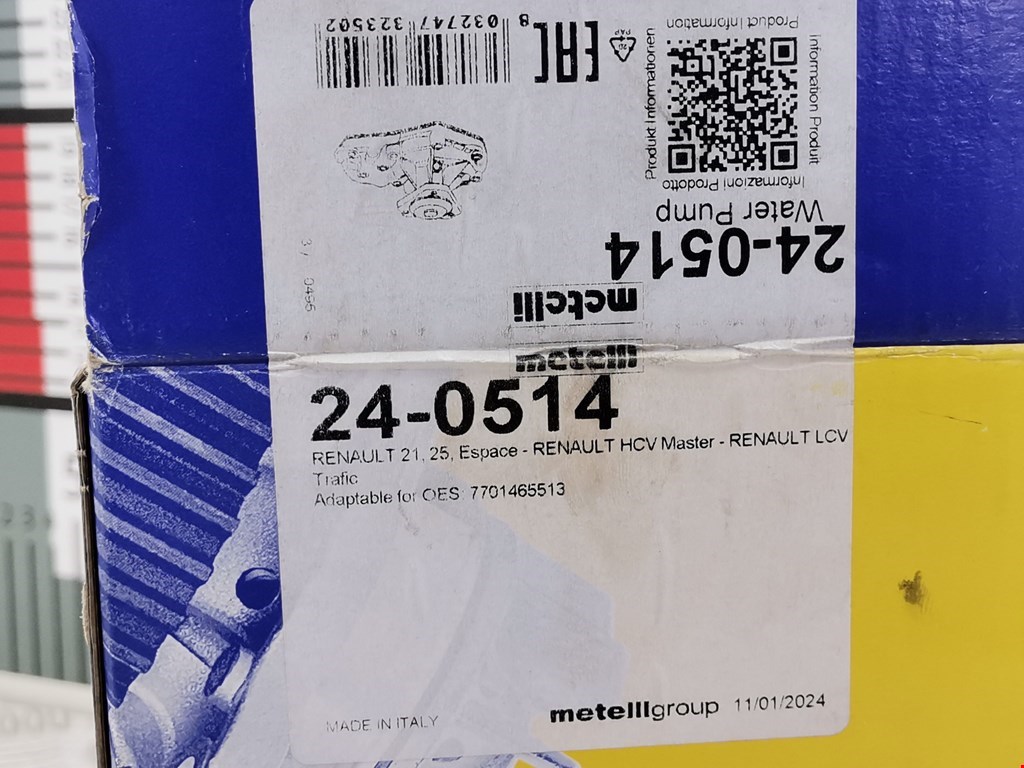 8 032747 323502
EAC
20
PAP
Product Information
Produkt Informationen
Information Produit
Informazioni Prodotto
Water Pump
24-0514
metelli
metelli
24-0514
RENAULT 21, 25, Espace - RENAULT HCV Master - RENAULT LCV
Trafic
Adaptable for OES: 7701465513
MADE IN ITALY
metelligroup 11/01/2024